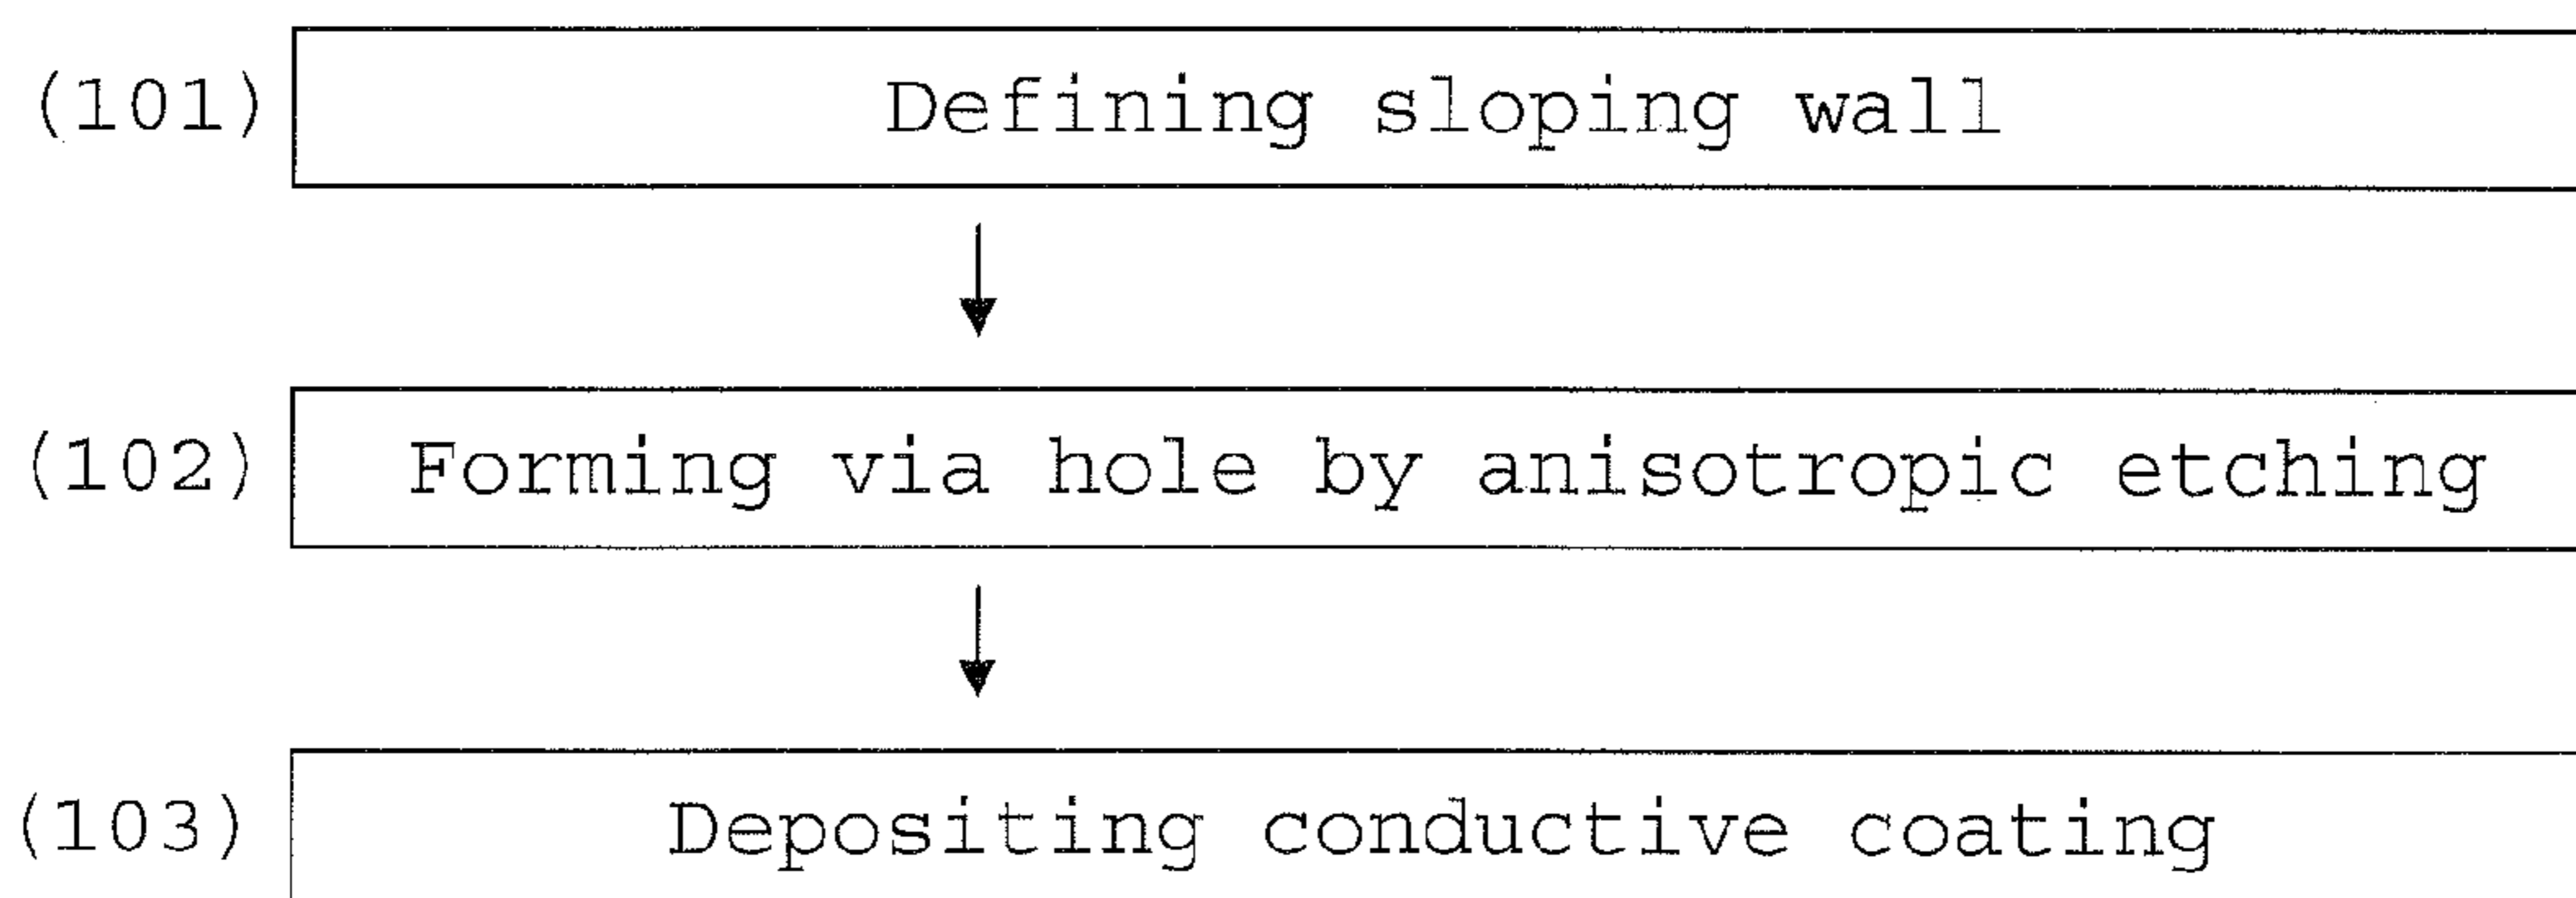 (101) Defining sloping wall
(102) Forming via hole by anisotropic etching
(103) Depositing conductive coating